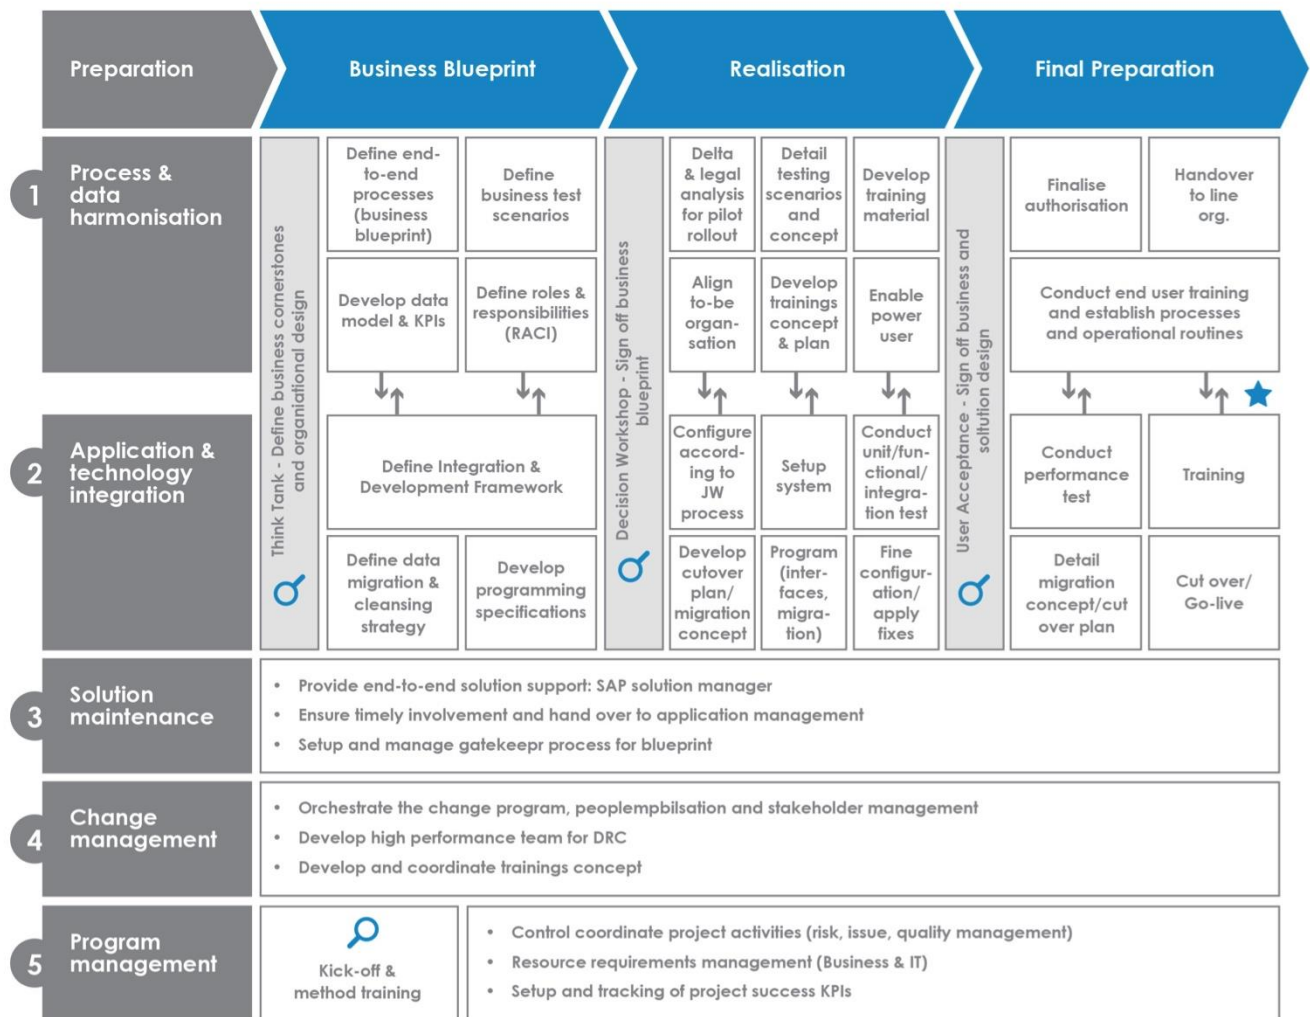 Preparation
Business Blueprint
Realisation
Final Preparation
1
Process &
data
harmonisation
Think Tank - Define business cornerstones
and organiational design
Define end-
to-end
processes
(business
blueprint)
Define
business test
scenarios
Develop data
model & KPIs
Define roles &
responsibilities
(RACI)
Decision Workshop - Sign off business
blueprint
Delta
& legal
analysis
for pilot
rollout
Detail
testing
scenarios
and
concept
Develop
training
material
Align
to-be
organ-
sation
Develop
trainings
concept
& plan
Enable
power
user
User Acceptance - Sign off business and
soltution design
Finalise
authorisation
Handover
to line
org.
Conduct end user training
and establish processes
and operational routines
2
Application &
technology
integration
Define Integration &
Development Framework
Define data
migration &
cleansing
strategy
Develop
programming
specifications
Configure
accord-
ing to
JW
process
Setup
system
Conduct
unit/fun-
ctional/
integra-
tion test
Develop
cutover
plan/
migration
concept
Program
(inter-
faces,
migra-
tion)
Fine
configur-
ation/
apply
fixes
Conduct
performance
test
Training
Detail
migration
concept/cut
over plan
Cut over/
Go-live
3
Solution
maintenance
• Provide end-to-end solution support: SAP solution manager
• Ensure timely involvement and hand over to application management
• Setup and manage gatekeepr process for blueprint
4
Change
management
• Orchestrate the change program, peoplempbilsation and stakeholder management
• Develop high performance team for DRC
• Develop and coordinate trainings concept
5
Program
management
Kick-off &
method training
• Control coordinate project activities (risk, issue, quality management)
• Resource requirements management (Business & IT)
• Setup and tracking of project success KPIs